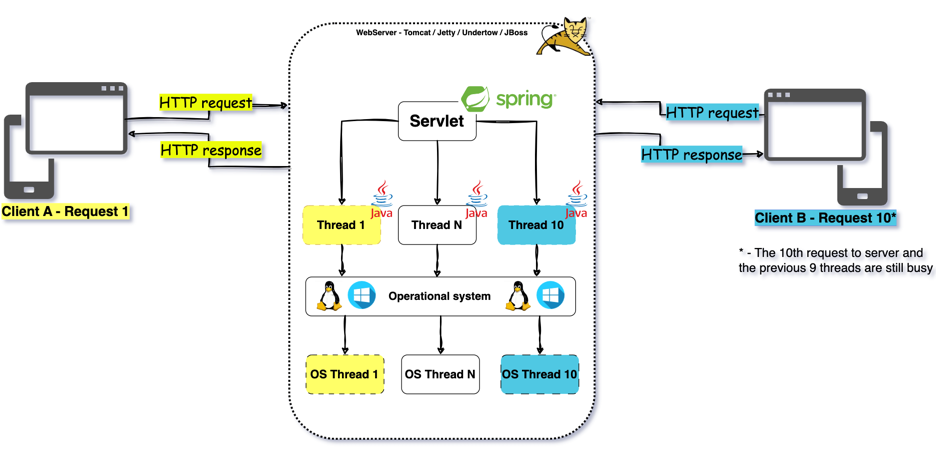 WebServer - Tomcat / Jetty / Undertow / JBoss
HTTP request
HTTP response
Client A - Request 1
spring
Servlet
HTTP request
HTTP response
Client B - Request 10*
* - The 10th request to server and
the previous 9 threads are still busy
Java
Java
Java
Thread 1
Thread N
Thread 10
Operational system
OS Thread 1
OS Thread N
OS Thread 10